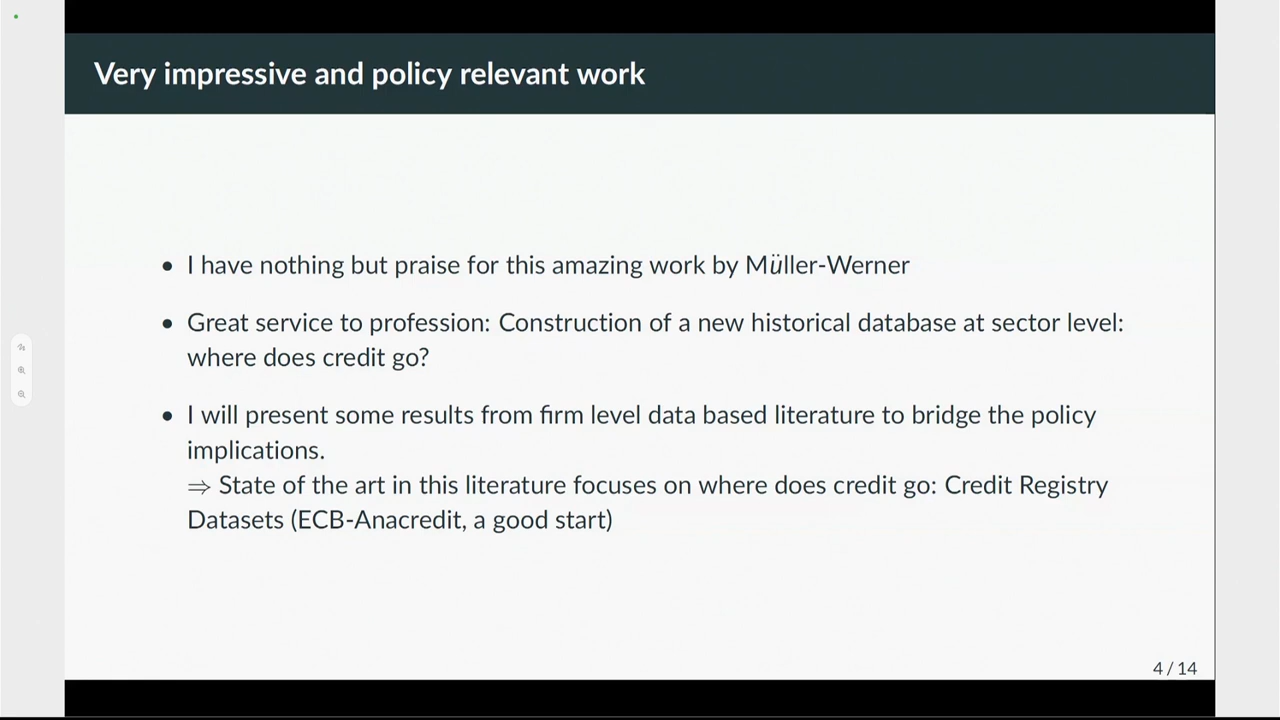 Very impressive and policy relevant work
• I have nothing but praise for this amazing work by Müller-Werner
• Great service to profession: Construction of a new historical database at sector level:
where does credit go?
• I will present some results from firm level data based literature to bridge the policy
implications.
⇒ State of the art in this literature focuses on where does credit go: Credit Registry
Datasets (ECB-Anacredit, a good start)
4 / 14